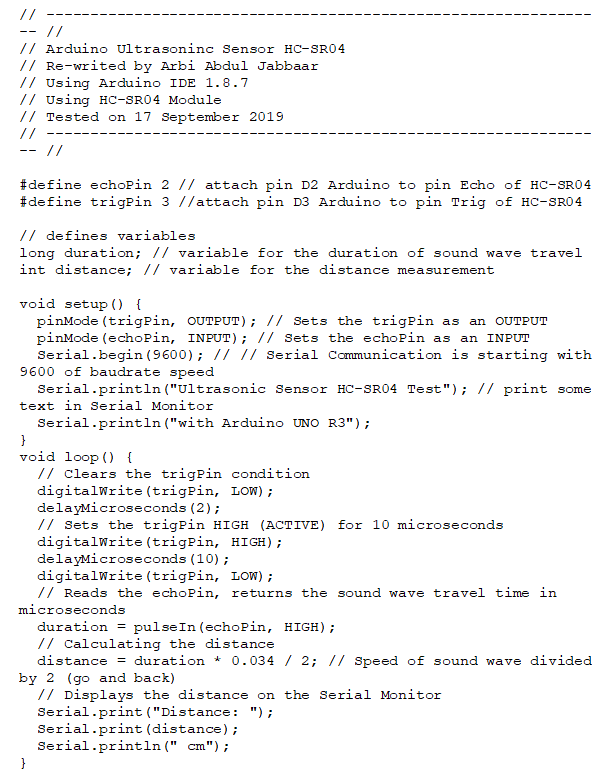 // --------------------------------------------------------------
-- //
// Arduino Ultrasoninc Sensor HC-SR04
// Re-writed by Arbi Abdul Jabbaar
// Using Arduino IDE 1.8.7
// Using HC-SR04 Module
// Tested on 17 September 2019
// --------------------------------------------------------------
-- //

#define echoPin 2 // attach pin D2 Arduino to pin Echo of HC-SR04
#define trigPin 3 //attach pin D3 Arduino to pin Trig of HC-SR04

// defines variables
long duration; // variable for the duration of sound wave travel
int distance; // variable for the distance measurement

void setup() {
  pinMode(trigPin, OUTPUT); // Sets the trigPin as an OUTPUT
  pinMode(echoPin, INPUT); // Sets the echoPin as an INPUT
  Serial.begin(9600); // // Serial Communication is starting with
9600 of baudrate speed
  Serial.println("Ultrasonic Sensor HC-SR04 Test"); // print some
text in Serial Monitor
  Serial.println("with Arduino UNO R3");
}
void loop() {
  // Clears the trigPin condition
  digitalWrite(trigPin, LOW);
  delayMicroseconds(2);
  // Sets the trigPin HIGH (ACTIVE) for 10 microseconds
  digitalWrite(trigPin, HIGH);
  delayMicroseconds(10);
  digitalWrite(trigPin, LOW);
  // Reads the echoPin, returns the sound wave travel time in
microseconds
  duration = pulseIn(echoPin, HIGH);
  // Calculating the distance
  distance = duration * 0.034 / 2; // Speed of sound wave divided
by 2 (go and back)
  // Displays the distance on the Serial Monitor
  Serial.print("Distance: ");
  Serial.print(distance);
  Serial.println(" cm");
}